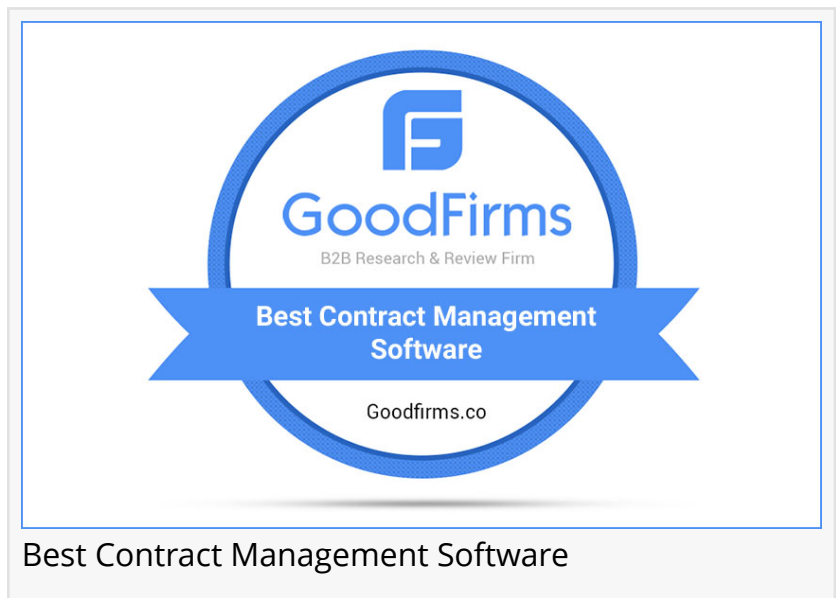 GoodFirms
B2B Research & Review Firm
Best Contract Management
Software
Goodfirms.co
Best Contract Management Software